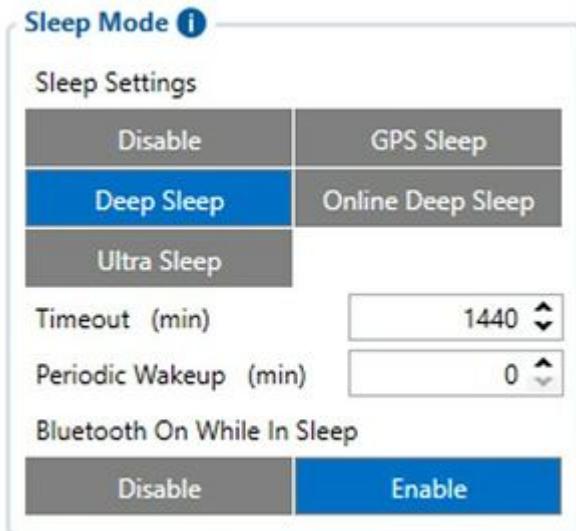 Sleep Mode i
Sleep Settings
Disable GPS Sleep
Deep Sleep Online Deep Sleep
Ultra Sleep
Timeout (min) 1440
Periodic Wakeup (min) 0
Bluetooth On While In Sleep
Disable Enable